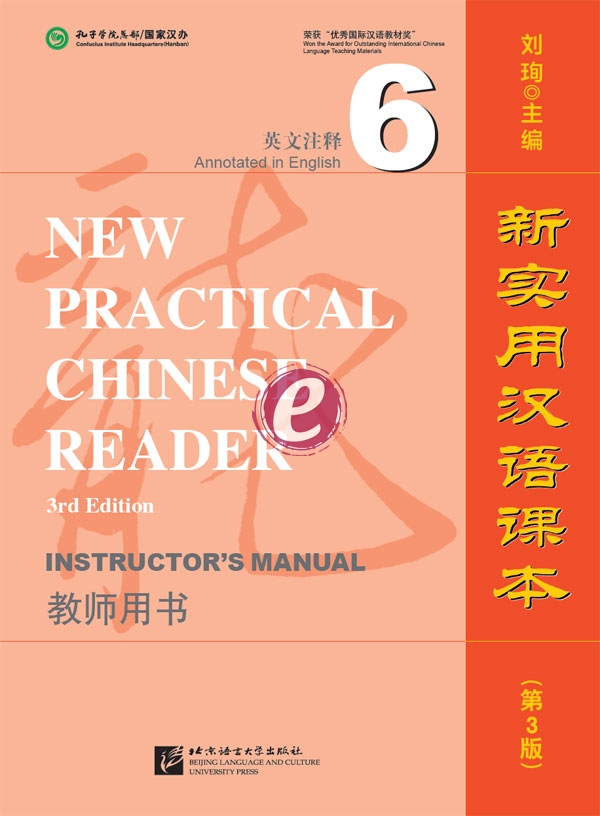 孔子学院总部/国家汉办
Confucius Institute Headquarters(Hanban)
荣获“优秀国际汉语教材奖”
Won the Award for Outstanding International Chinese
Language Teaching Materials
6
英文注释
Annotated in English
刘珣◎主编
NEW
PRACTICAL
CHINESE
READER
e
3rd Edition
INSTRUCTOR’S MANUAL
教师用书
新实用汉语课本
（第3版）
北京语言大学出版社
BEIJING LANGUAGE AND CULTURE
UNIVERSITY PRESS